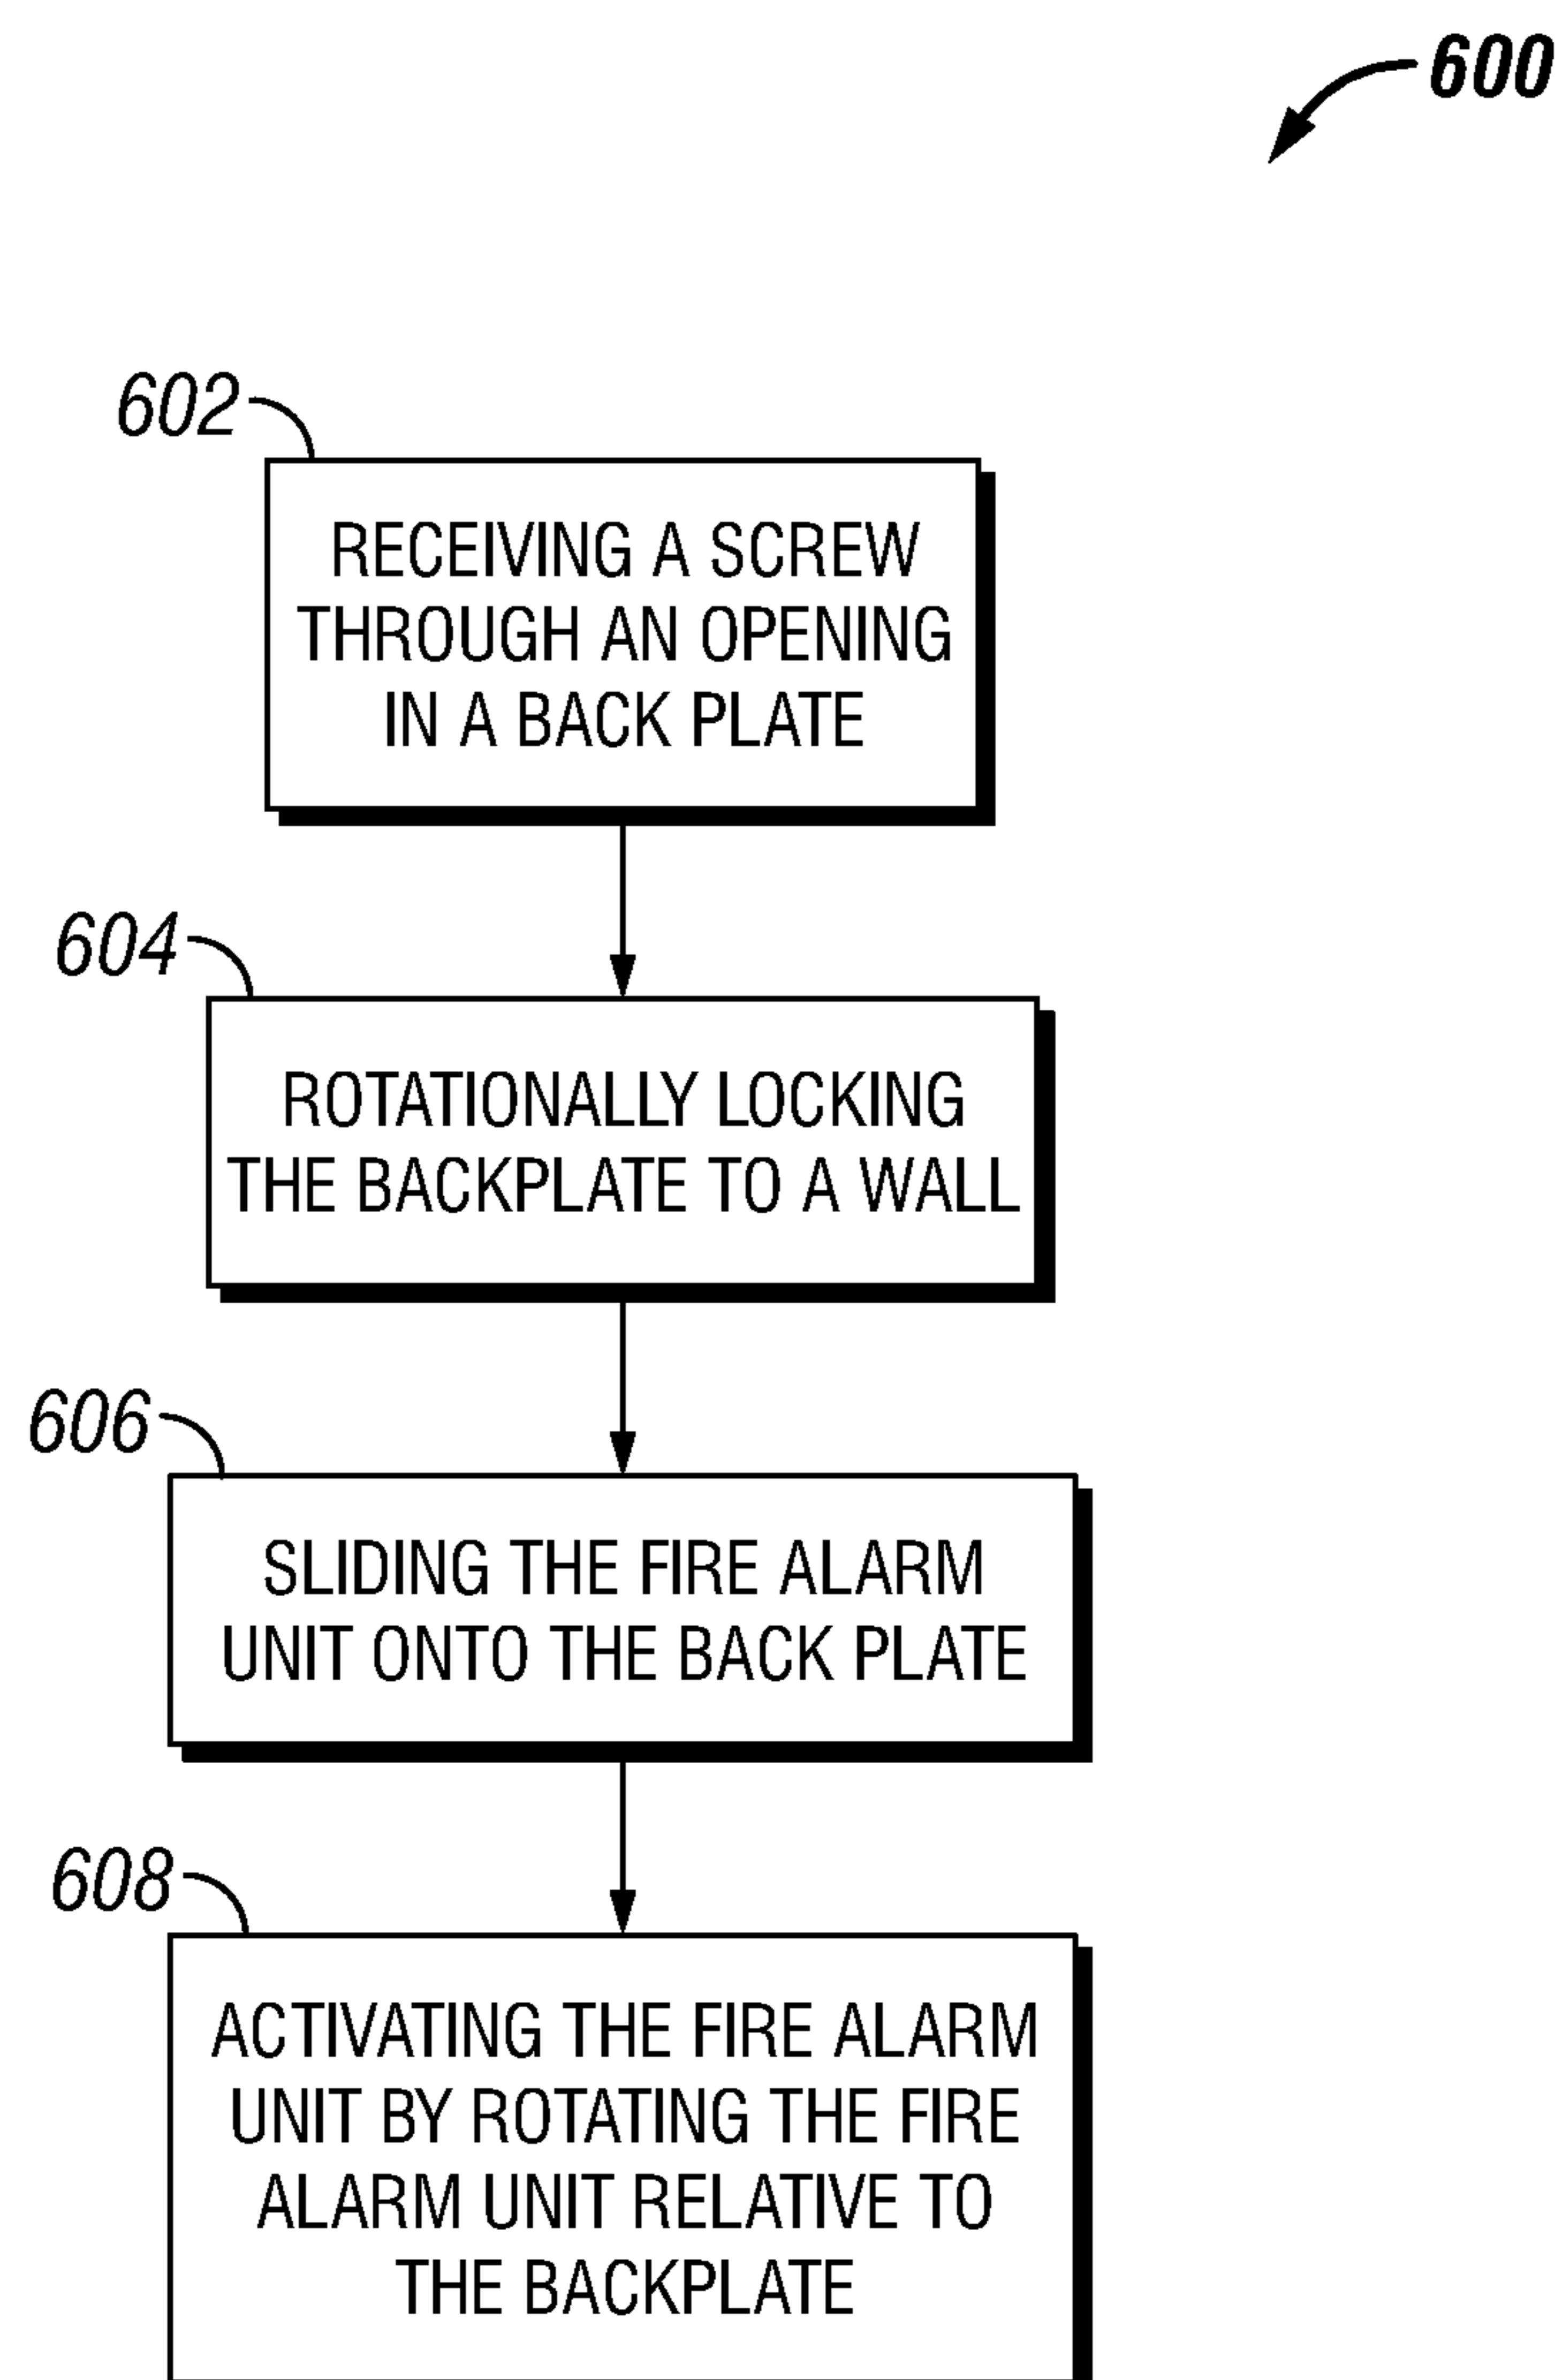 600
602
RECEIVING A SCREW
THROUGH AN OPENING
IN A BACK PLATE
604
ROTATIONALLY LOCKING
THE BACKPLATE TO A WALL
606
SLIDING THE FIRE ALARM
UNIT ONTO THE BACK PLATE
608
ACTIVATING THE FIRE ALARM
UNIT BY ROTATING THE FIRE
ALARM UNIT RELATIVE TO
THE BACKPLATE